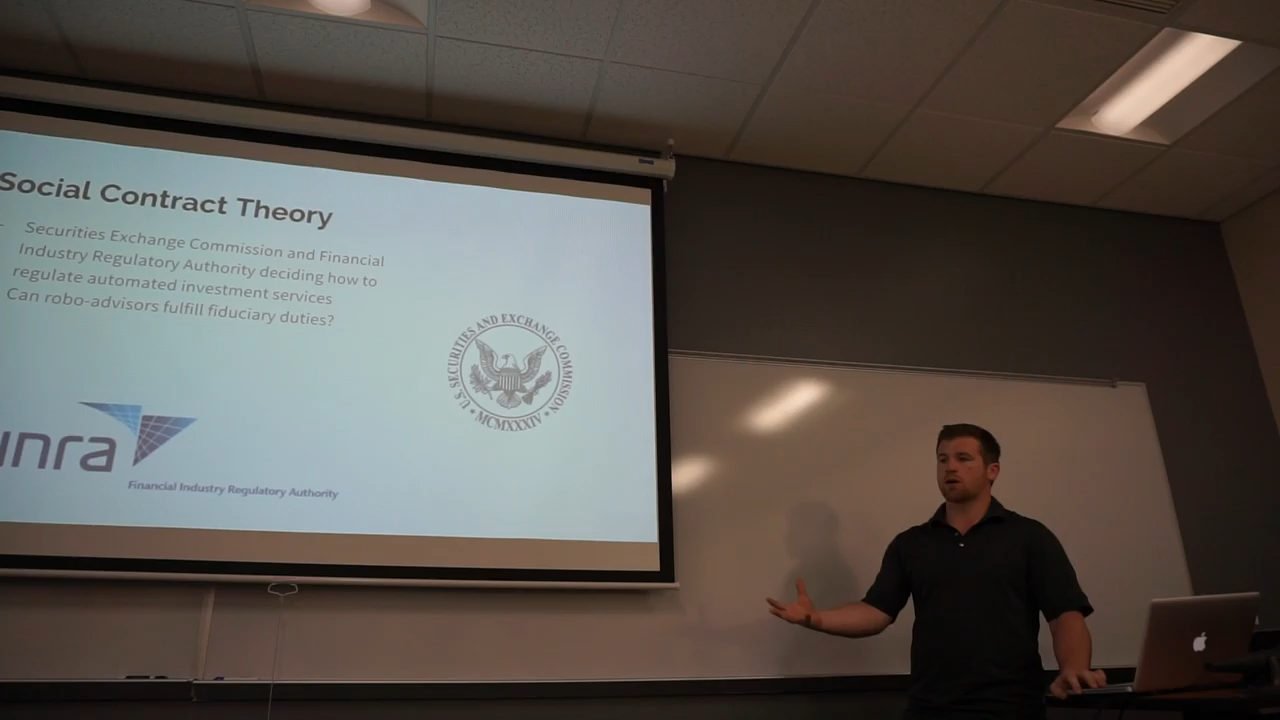 Social Contract Theory
- Securities Exchange Commission and Financial
Industry Regulatory Authority deciding how to
regulate automated investment services
Can robo-advisors fulfill fiduciary duties?
U.S. SECURITIES AND EXCHANGE COMMISSION
MCMXXXIV
inra
Financial Industry Regulatory Authority